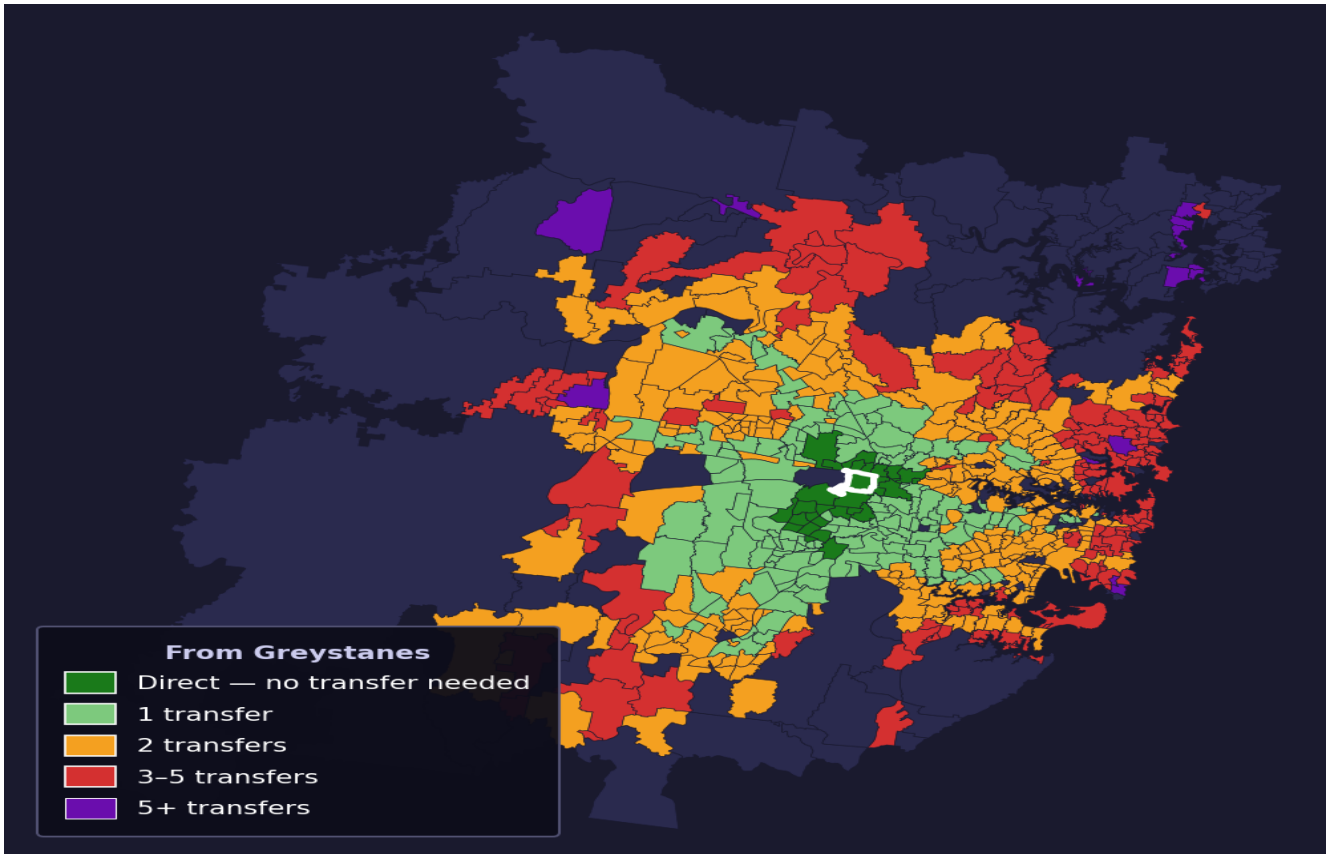 From Greystanes
Direct — no transfer needed
1 transfer
2 transfers
3–5 transfers
5+ transfers